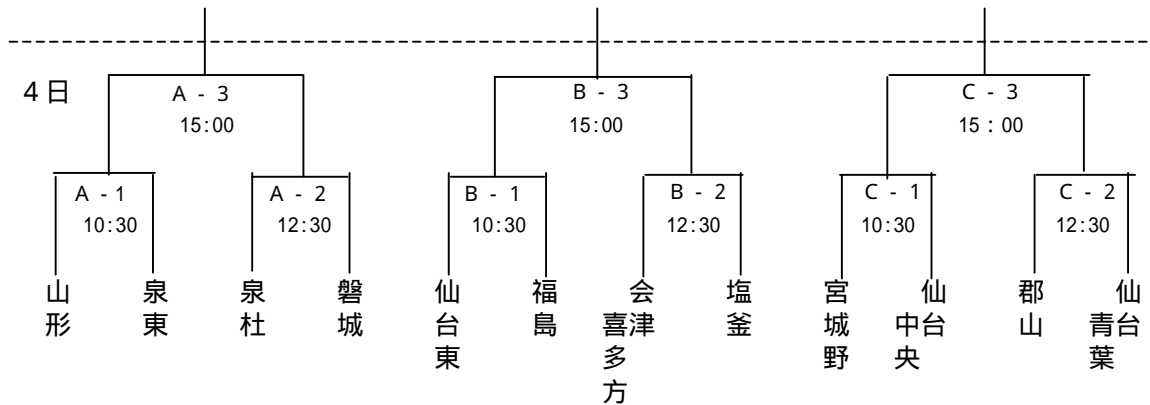 4日
A - 3
15:00
B - 3
15:00
C - 3
15 : 00
A - 1
10:30
A - 2
12:30
B - 1
10:30
B - 2
12:30
C - 1
10:30
C - 2
12:30
山形
泉東
泉杜
磐城
仙台東
福島
会津
喜多方
塩釜
宮城野
仙台
中央
郡山
仙台
青葉